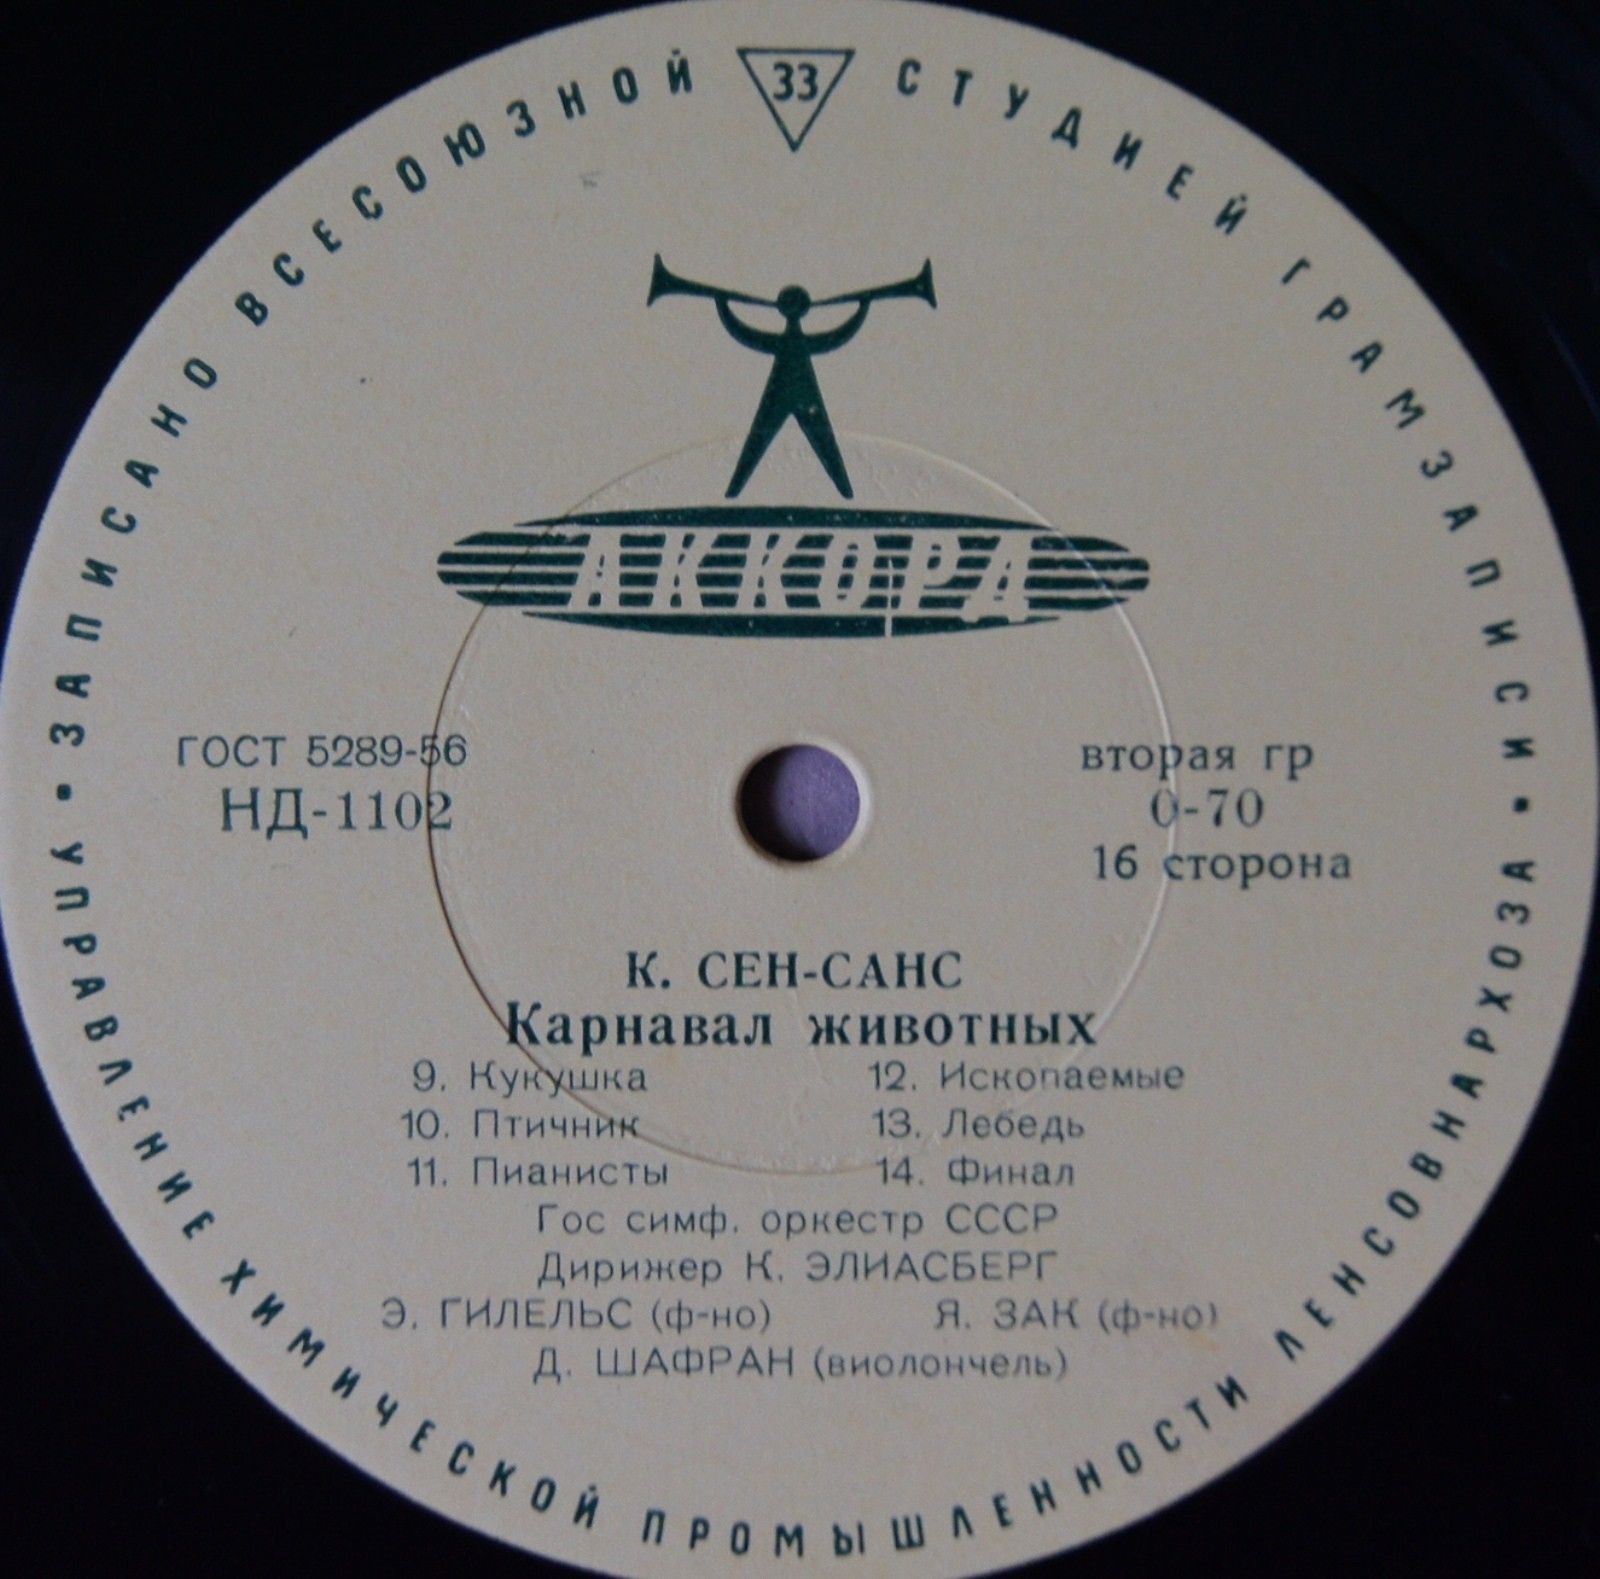 ЗАПИСАНО ВСЕСОЮЗНОЙ 33 СТУДИЕЙ ГРАМЗАПИСИ
АККОРД
ГОСТ 5289-56
НД-1102
вторая гр
0-70
16 сторона
К. СЕН-САНС
Карнавал животных
9. Кукушка
10. Птичник
11. Пианисты
12. Ископаемые
13. Лебедь
14. Финал
Гос симф. оркестр СССР
Дирижер К. ЭЛИАСБЕРГ
Э. ГИЛЕЛЬС (ф-но) Я. ЗАК (ф-но)
Д. ШАФРАН (виолончель)
• УПРАВЛЕНИЕ ХИМИЧЕСКОЙ ПРОМЫШЛЕННОСТИ ЛЕНСОВНАРХОЗА •